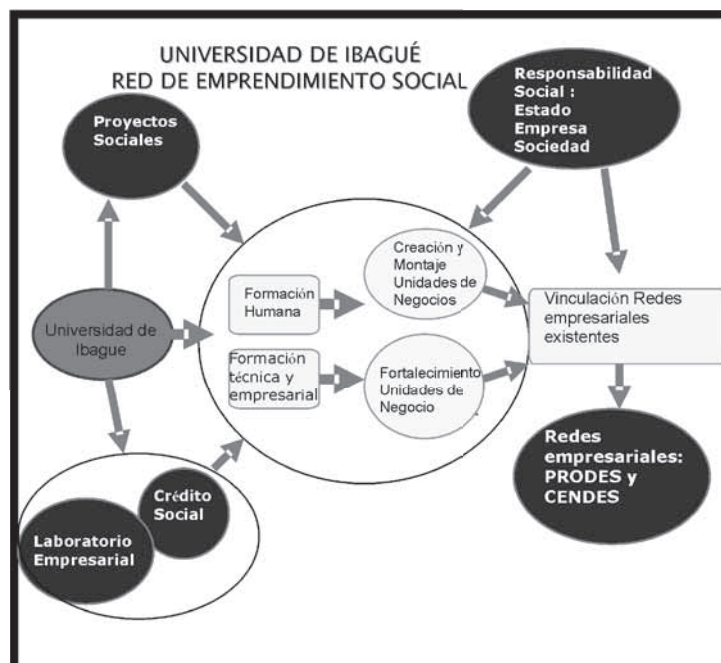 UNIVERSIDAD DE IBAGUÉ
RED DE EMPRENDIMIENTO SOCIAL
Responsabilidad
Social :
Estado
Empresa
Sociedad
Proyectos
Sociales
Creación y
Montaje
Unidades de
Negocios
Formación
Humana
Vinculación Redes
empresariales
existentes
Universidad de
Ibague
Formación
técnica y
empresarial
Fortalecimiento
Unidades de
Negocio
Redes
empresariales:
PRODES y
CENDES
Crédito
Social
Laboratorio
Empresarial